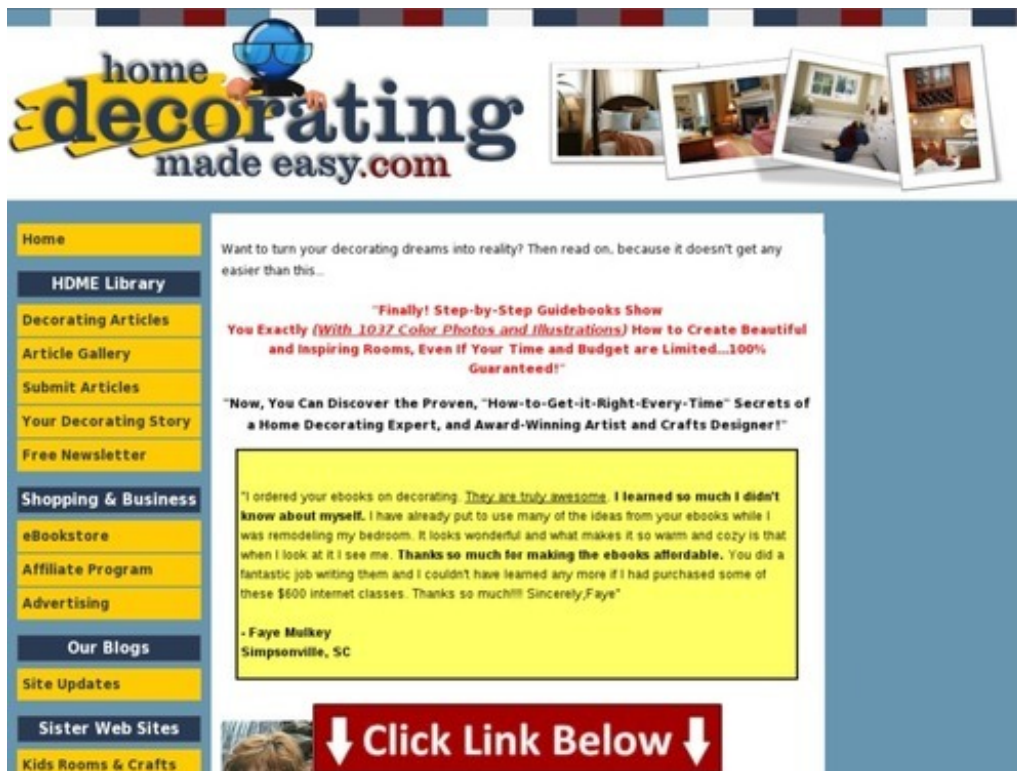 home
decorating
made easy.com
Home
HDME Library
Decorating Articles
Article Gallery
Submit Articles
Your Decorating Story
Free Newsletter
Shopping & Business
eBookstore
Affiliate Program
Advertising
Our Blogs
Site Updates
Sister Web Sites
Kids Rooms & Crafts
Want to turn your decorating dreams into reality? Then read on, because it doesn't get any
easier than this...
"Finally! Step-by-Step Guidebooks Show
You Exactly (With 1037 Color Photos and Illustrations) How to Create Beautiful
and Inspiring Rooms, Even If Your Time and Budget are Limited...100%
Guaranteed!"
"Now, You Can Discover the Proven, "How-to-Get-it-Right-Every-Time" Secrets of
a Home Decorating Expert, and Award-Winning Artist and Crafts Designer!"
"I ordered your ebooks on decorating. They are truly awesome. I learned so much I didn't
know about myself. I have already put to use many of the ideas from your ebooks while I
was remodeling my bedroom. It looks wonderful and what makes it so warm and cozy is that
when I look at it I see me. Thanks so much for making the ebooks affordable. You did a
fantastic job writing them and I couldn't have learned any more if I had purchased some of
these $600 internet classes. Thanks so much!!!! Sincerely,Faye"
- Faye Mulkey
Simpsonville, SC
Click Link Below